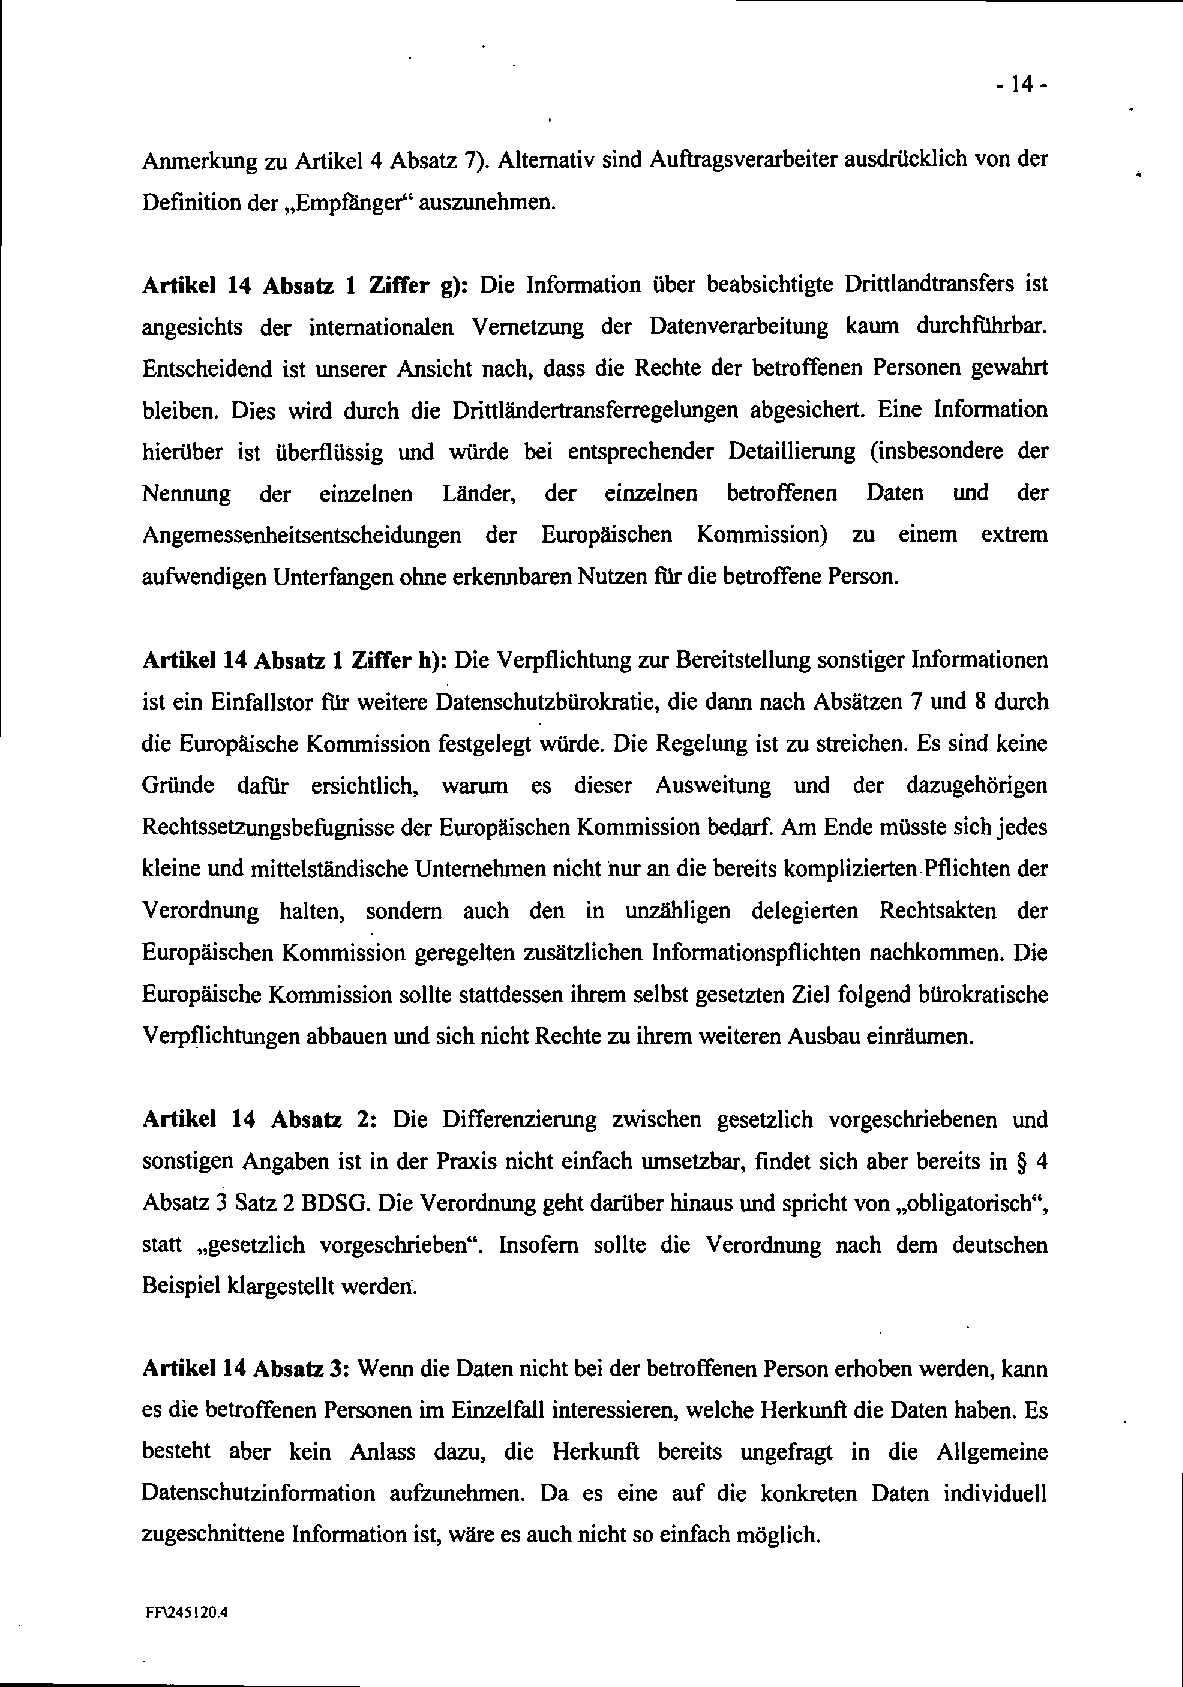 - 14 -
Anmerkung zu Artikel 4 Absatz 7). Alternativ sind Auftragsverarbeiter ausdrücklich von der
Definition der „Empfänger“ auszunehmen.
Artikel 14 Absatz 1 Ziffer g): Die Information über beabsichtigte Drittlandtransfers ist
angesichts der internationalen Vernetzung der Datenverarbeitung kaum durchführbar.
Entscheidend ist unserer Ansicht nach, dass die Rechte der betroffenen Personen gewahrt
bleiben. Dies wird durch die Drittländertransferregelungen abgesichert. Eine Information
hierüber ist überflüssig und würde bei entsprechender Detaillierung (insbesondere der
Nennung der einzelnen Länder, der einzelnen betroffenen Daten und der
Angemessenheitsentscheidungen der Europäischen Kommission) zu einem extrem
aufwendigen Unterfangen ohne erkennbaren Nutzen für die betroffene Person.
Artikel 14 Absatz 1 Ziffer h): Die Verpflichtung zur Bereitstellung sonstiger Informationen
ist ein Einfallstor für weitere Datenschutzbürokratie, die dann nach Absätzen 7 und 8 durch
die Europäische Kommission festgelegt würde. Die Regelung ist zu streichen. Es sind keine
Gründe dafür ersichtlich, warum es dieser Ausweitung und der dazugehörigen
Rechtssetzungsbefugnisse der Europäischen Kommission bedarf. Am Ende müsste sich jedes
kleine und mittelständische Unternehmen nicht nur an die bereits komplizierten Pflichten der
Verordnung halten, sondern auch den in unzähligen delegierten Rechtsakten der
Europäischen Kommission geregelten zusätzlichen Informationspflichten nachkommen. Die
Europäische Kommission sollte stattdessen ihrem selbst gesetzten Ziel folgend bürokratische
Verpflichtungen abbauen und sich nicht Rechte zu ihrem weiteren Ausbau einräumen.
Artikel 14 Absatz 2: Die Differenzierung zwischen gesetzlich vorgeschriebenen und
sonstigen Angaben ist in der Praxis nicht einfach umsetzbar, findet sich aber bereits in § 4
Absatz 3 Satz 2 BDSG. Die Verordnung geht darüber hinaus und spricht von „obligatorisch“,
statt „gesetzlich vorgeschrieben“. Insofern sollte die Verordnung nach dem deutschen
Beispiel klargestellt werden.
Artikel 14 Absatz 3: Wenn die Daten nicht bei der betroffenen Person erhoben werden, kann
es die betroffenen Personen im Einzelfall interessieren, welche Herkunft die Daten haben. Es
besteht aber kein Anlass dazu, die Herkunft bereits ungefragt in die Allgemeine
Datenschutzinformation aufzunehmen. Da es eine auf die konkreten Daten individuell
zugeschnittene Information ist, wäre es auch nicht so einfach möglich.
FF\245120.4